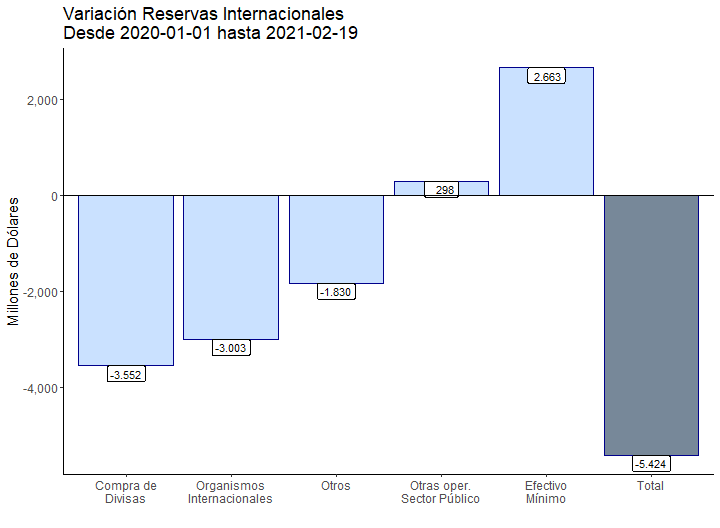 Variación Reservas Internacionales
Desde 2020-01-01 hasta 2021-02-19
Millones de Dólares
2,000
0
-2,000
-4,000
-3.552
-3.003
-1.830
298
2.663
-5.424
Compra de
Divisas
Organismos
Internacionales
Otros
Otras oper.
Sector Público
Efectivo
Mínimo
Total